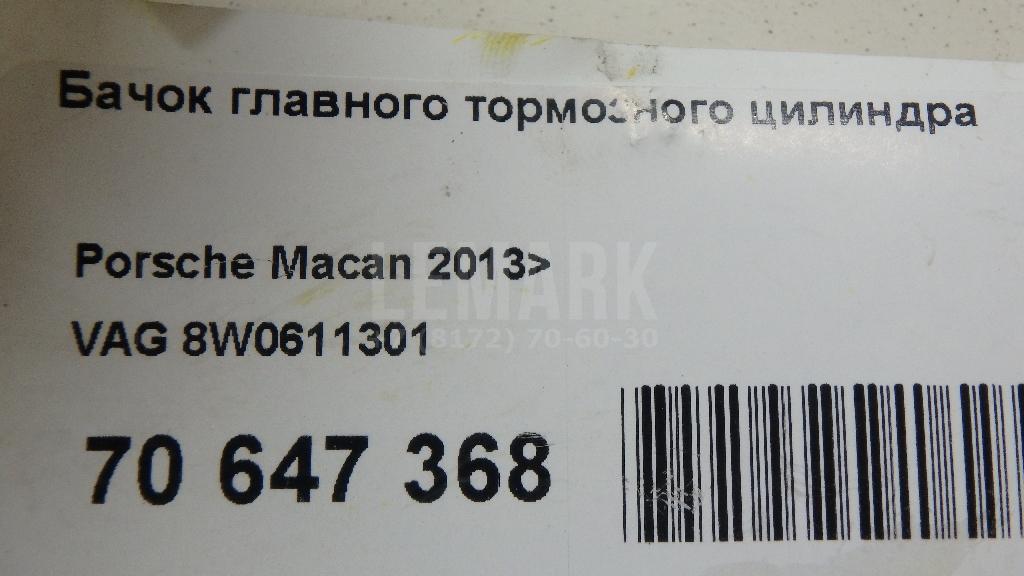 Бачок главного тормозного цилиндра
Porsche Macan 2013>
LEMARK
VAG 8W0611301
(8172) 70-60-30
70 647 368